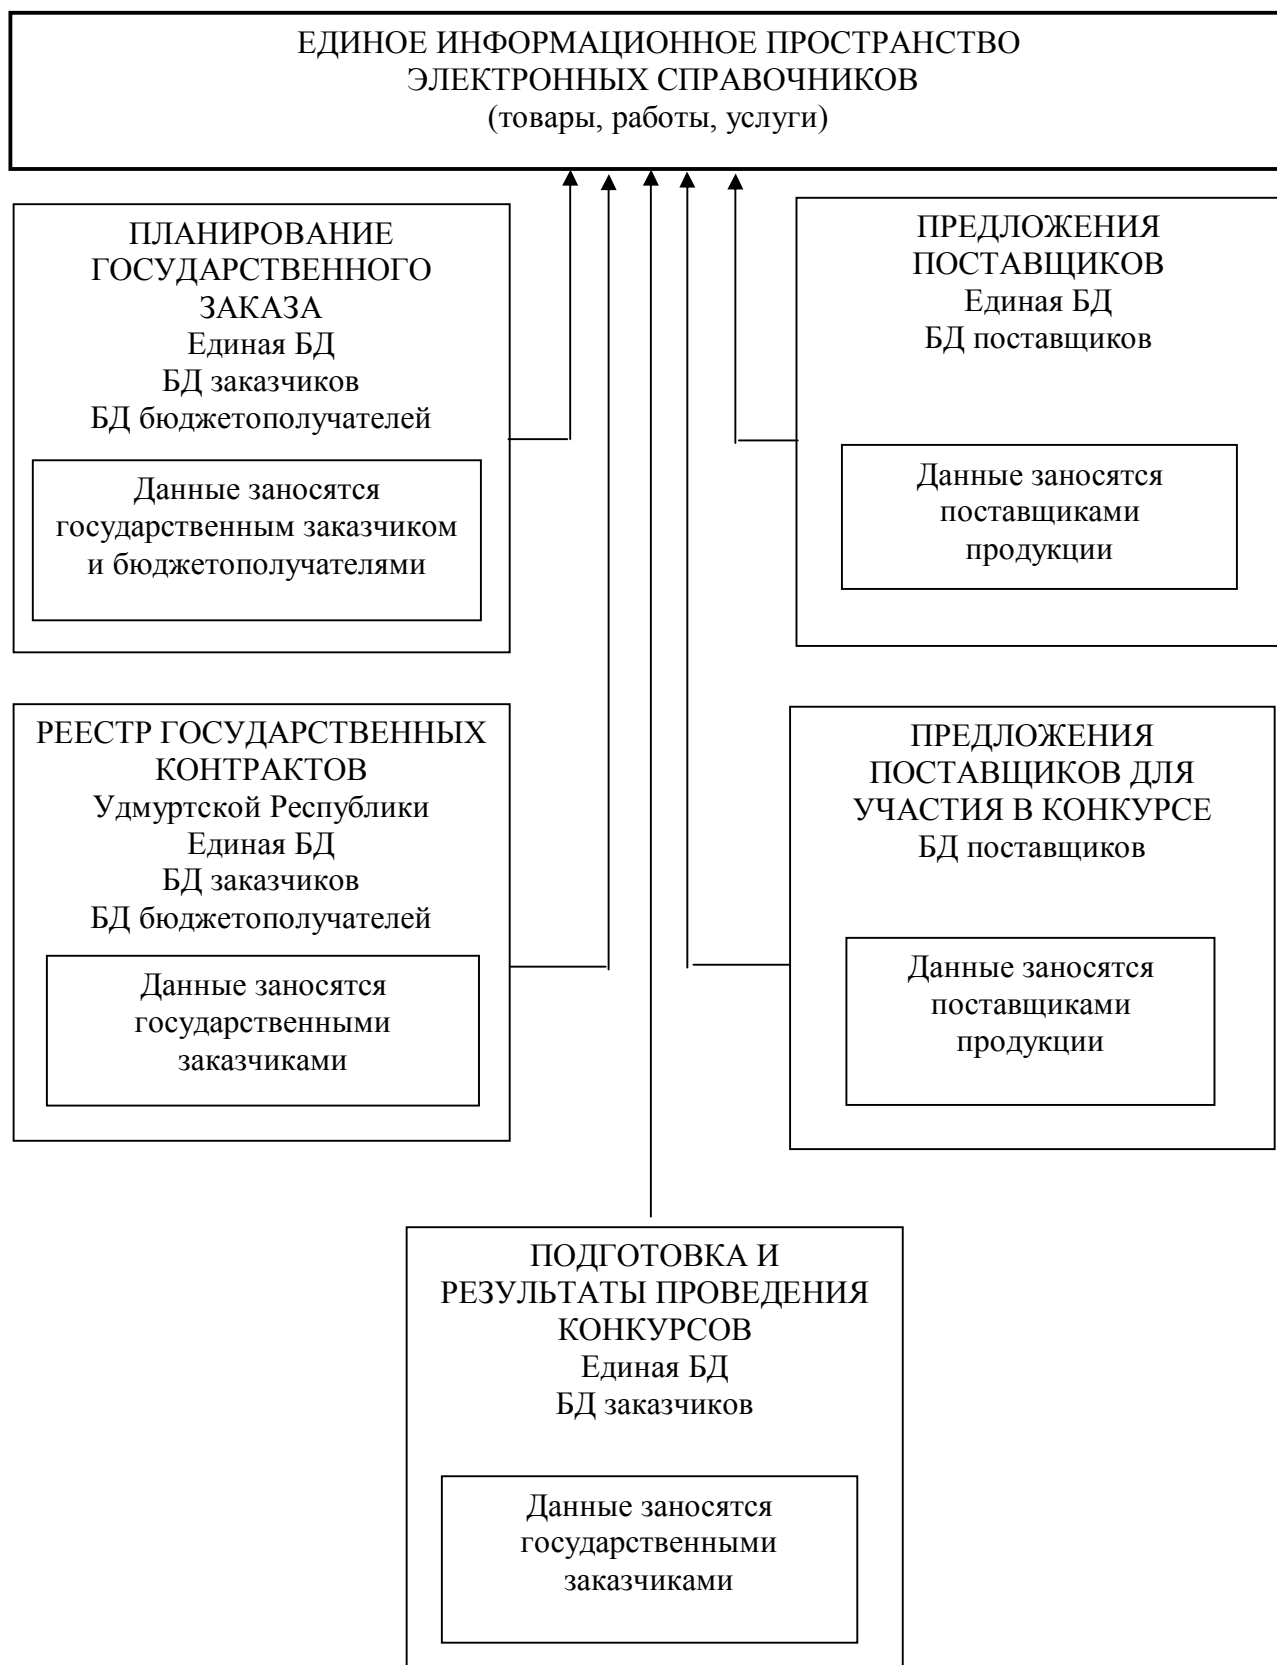 ЕДИНОЕ ИНФОРМАЦИОННОЕ ПРОСТРАНСТВО
ЭЛЕКТРОННЫХ СПРАВОЧНИКОВ
(товары, работы, услуги)
ПЛАНИРОВАНИЕ
ГОСУДАРСТВЕННОГО
ЗАКАЗА
Единая БД
БД заказчиков
БД бюджетополучателей
Данные заносятся
государственным заказчиком
и бюджетополучателями
ПРЕДЛОЖЕНИЯ
ПОСТАВЩИКОВ
Единая БД
БД поставщиков
Данные заносятся
поставщиками
продукции
РЕЕСТР ГОСУДАРСТВЕННЫХ
КОНТРАКТОВ
Удмуртской Республики
Единая БД
БД заказчиков
БД бюджетополучателей
Данные заносятся
государственными
заказчиками
ПРЕДЛОЖЕНИЯ
ПОСТАВЩИКОВ ДЛЯ
УЧАСТИЯ В КОНКУРСЕ
БД поставщиков
Данные заносятся
поставщиками
продукции
ПОДГОТОВКА И
РЕЗУЛЬТАТЫ ПРОВЕДЕНИЯ
КОНКУРСОВ
Единая БД
БД заказчиков
Данные заносятся
государственными
заказчиками